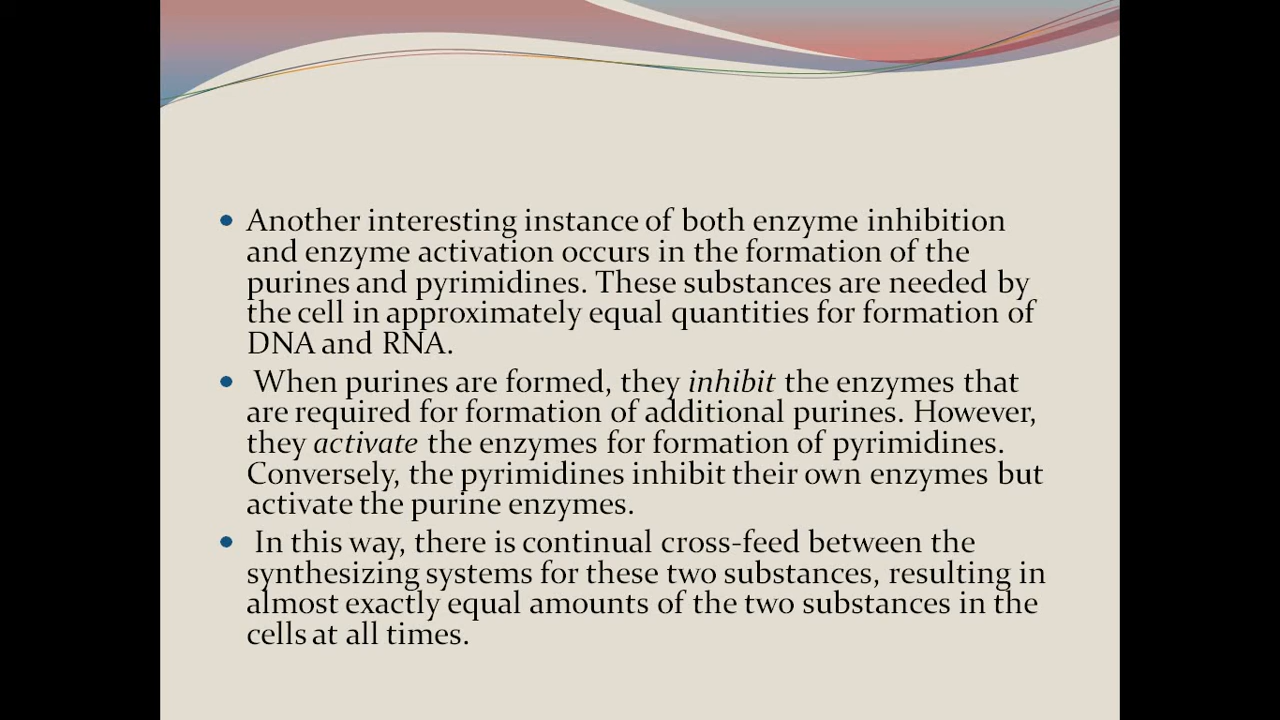 Another interesting instance of both enzyme inhibition
and enzyme activation occurs in the formation of the
purines and pyrimidines. These substances are needed by
the cell in approximately equal quantities for formation of
DNA and RNA.
When purines are formed, they inhibit the enzymes that
are required for formation of additional purines. However,
they activate the enzymes for formation of pyrimidines.
Conversely, the pyrimidines inhibit their own enzymes but
activate the purine enzymes.
In this way, there is continual cross-feed between the
synthesizing systems for these two substances, resulting in
almost exactly equal amounts of the two substances in the
cells at all times.